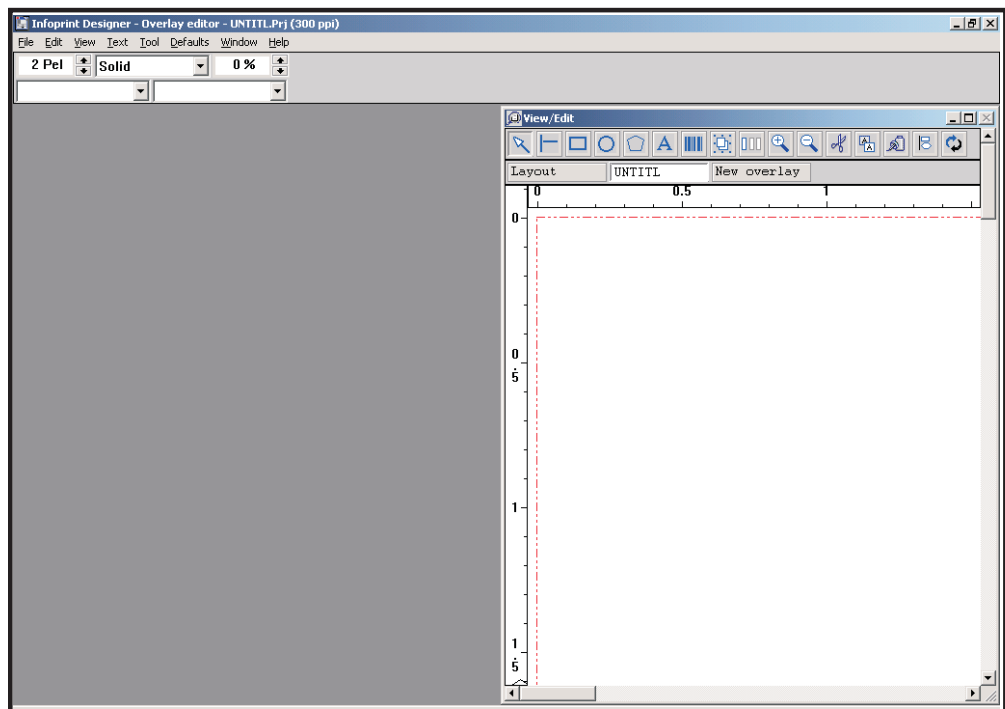 Infoprint Designer - Overlay editor - UNTITL.Prj (300 ppi)
File Edit View Text Tool Defaults Window Help
2 Pel Solid 0 %
View/Edit
A
Layout UNTITL New overlay
0 0.5 1
0
0.5
1
1.5